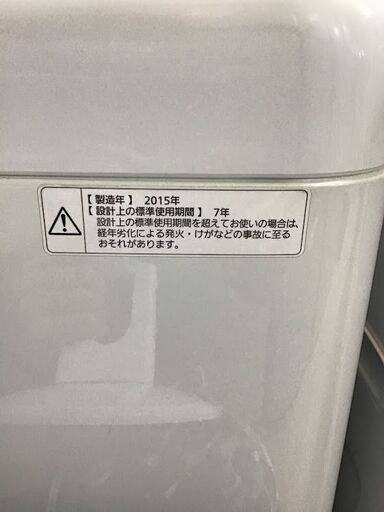 【 製造年 】 2015年
【 設計上の標準使用期間 】 7年
設計上の標準使用期間を超えてお使いの場合は、
経年劣化による発火・けがなどの事故に至る
おそれがあります。